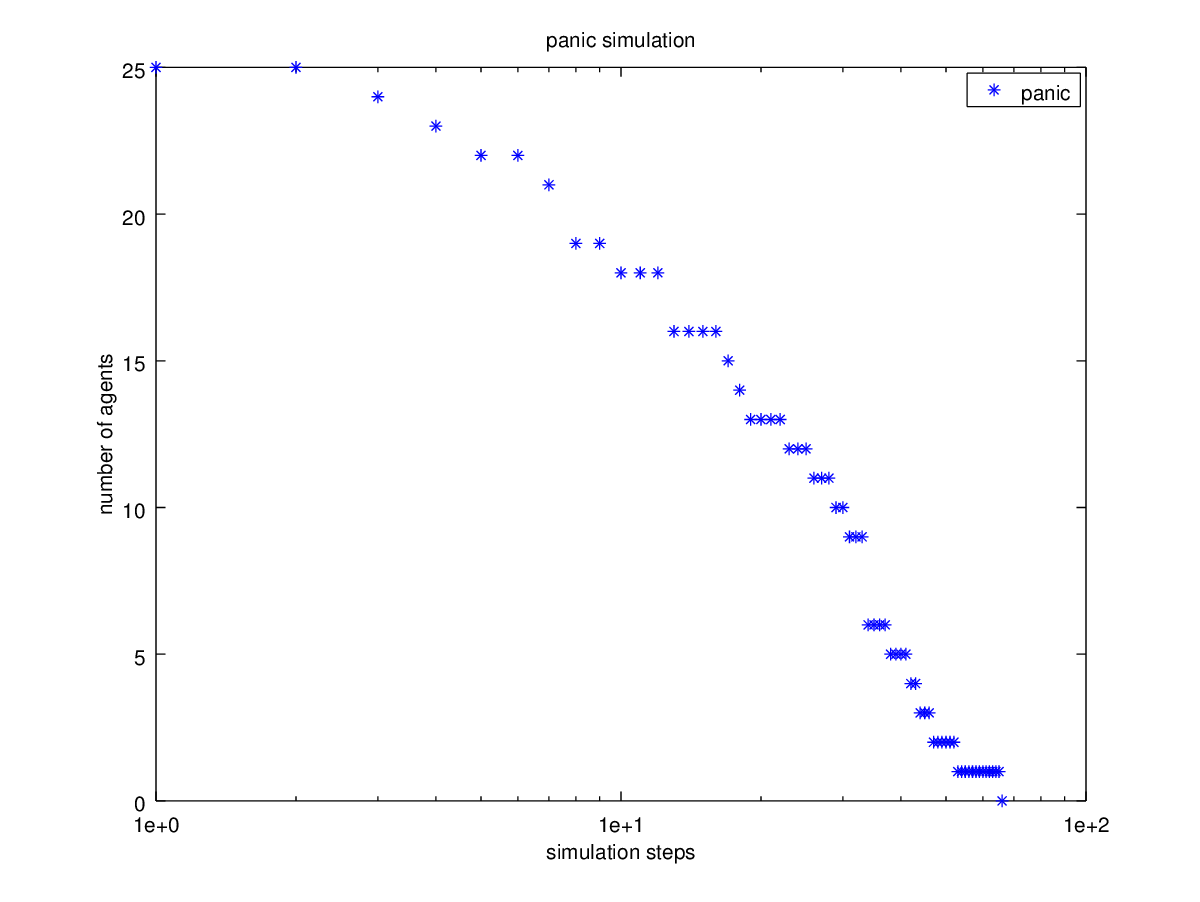 panic simulation
panic
25
20
15
10
5
0
number of agents
1e+0
1e+1
1e+2
simulation steps